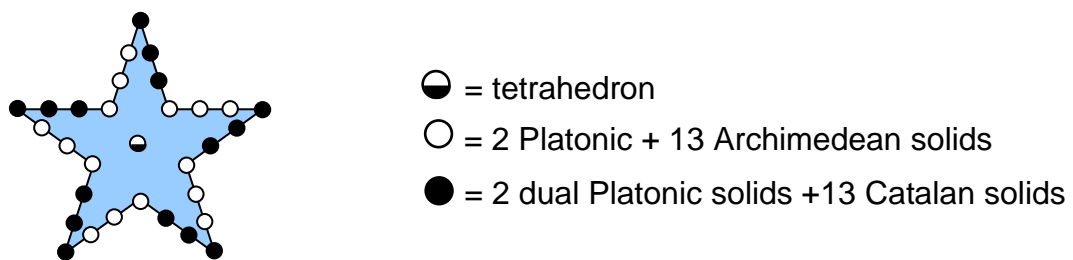 = tetrahedron
= 2 Platonic + 13 Archimedean solids
= 2 dual Platonic solids +13 Catalan solids